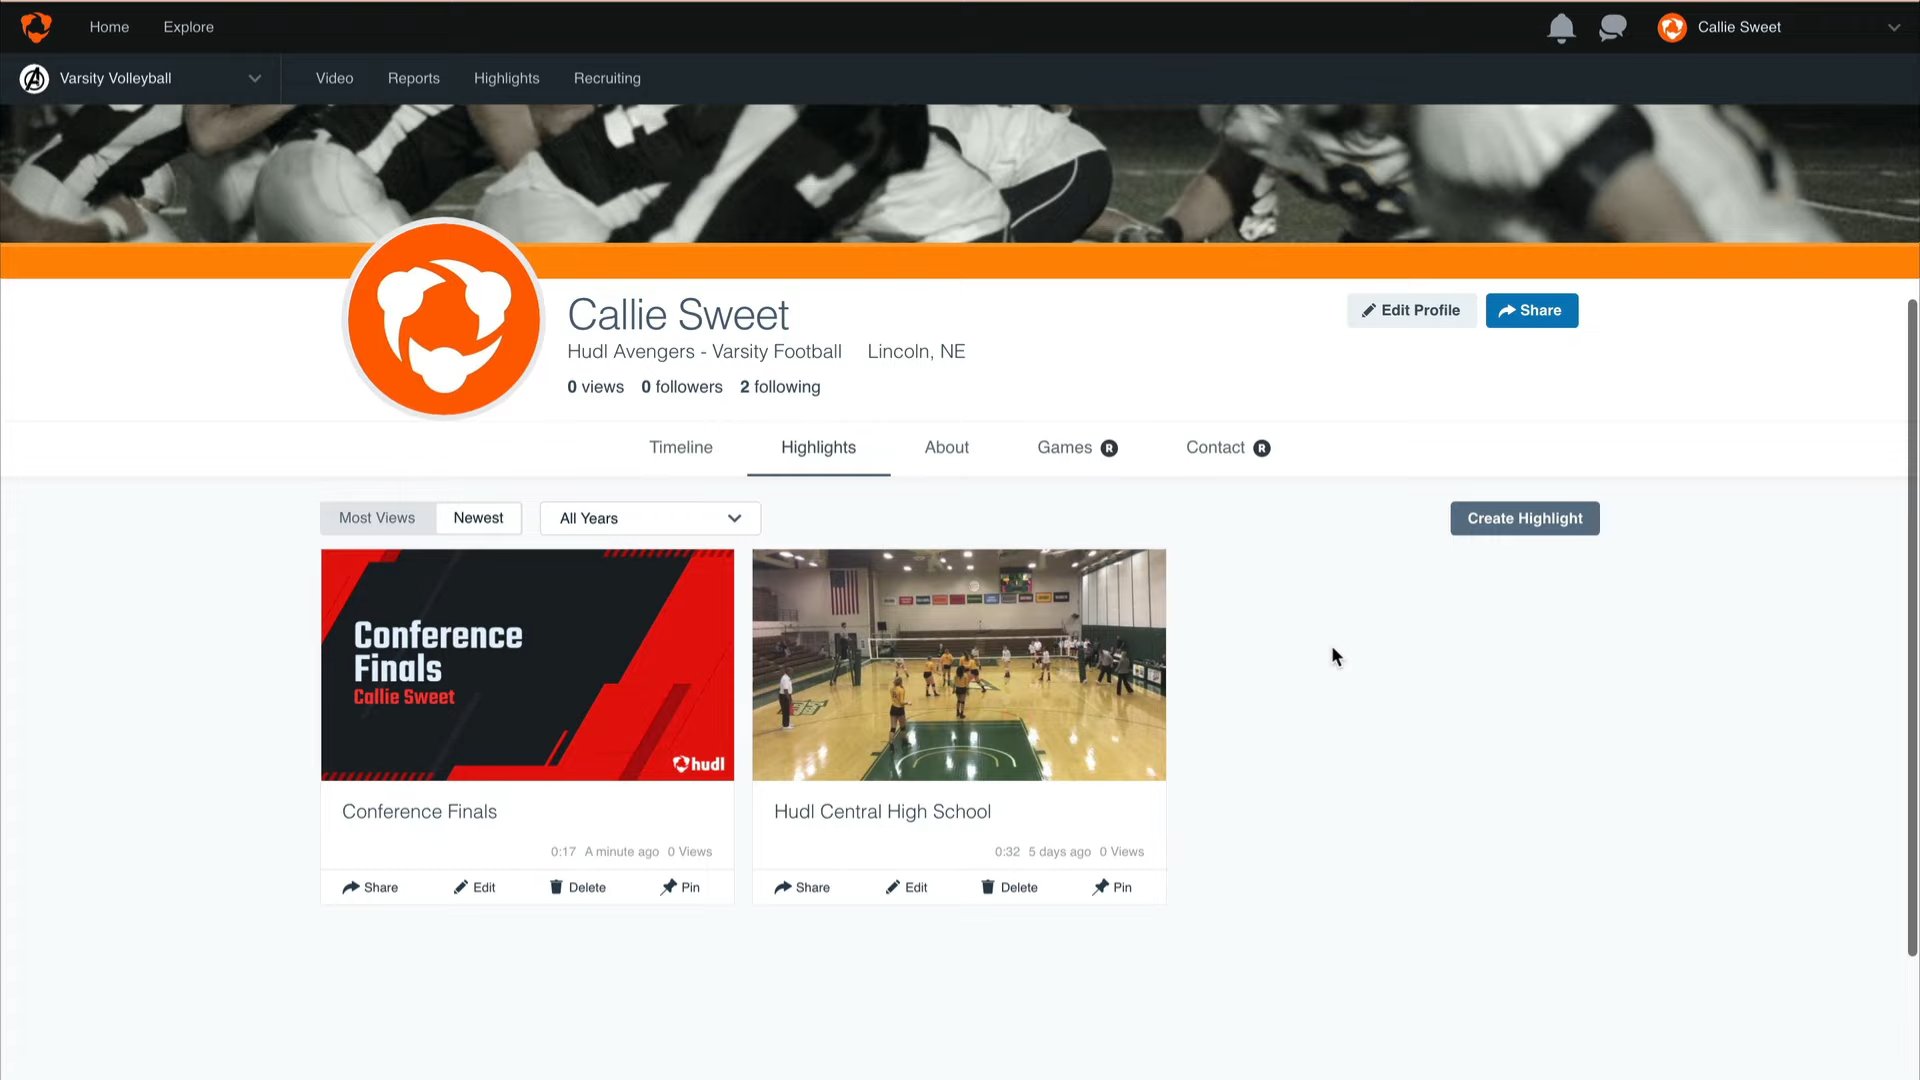 Home Explore Callie Sweet
Varsity Volleyball Video Reports Highlights Recruiting
Callie Sweet
Edit Profile Share
Hudl Avengers - Varsity Football Lincoln, NE
0 views 0 followers 2 following
Timeline Highlights About Games R Contact R
Most Views Newest All Years Create Highlight
Conference
Finals
Callie Sweet
hudl
Conference Finals
0:17 A minute ago 0 Views
Share Edit Delete Pin
Hudl Central High School
0:32 5 days ago 0 Views
Share Edit Delete Pin